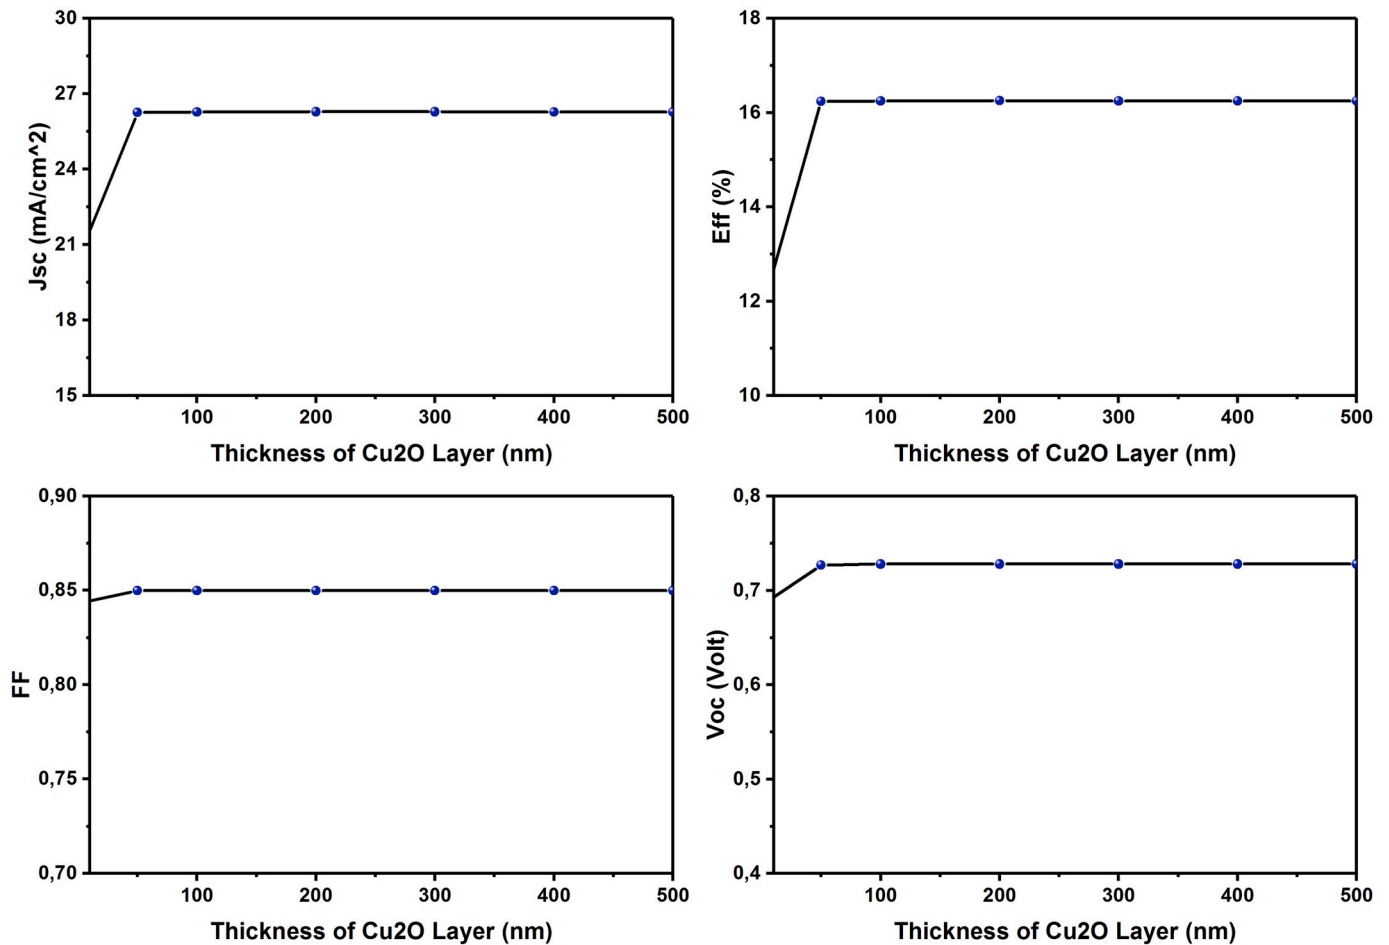 30
27
24
21
18
15
Jsc (mA/cm^2)
100 200 300 400 500
Thickness of Cu2O Layer (nm)
18
16
14
12
10
Eff (%)
100 200 300 400 500
Thickness of Cu2O Layer (nm)
0,90
0,85
0,80
0,75
0,70
FF
100 200 300 400 500
Thickness of Cu2O Layer (nm)
0,8
0,7
0,6
0,5
0,4
Voc (Volt)
100 200 300 400 500
Thickness of Cu2O Layer (nm)